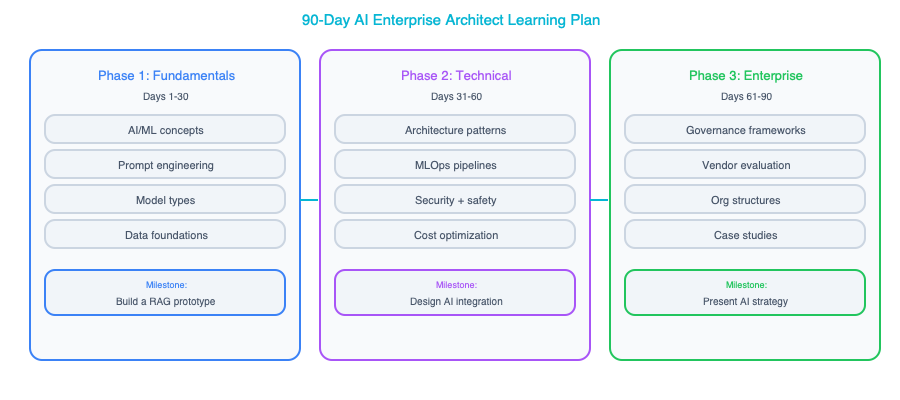 90-Day AI Enterprise Architect Learning Plan
Phase 1: Fundamentals
Days 1-30
AI/ML concepts
Prompt engineering
Model types
Data foundations
Milestone:
Build a RAG prototype
Phase 2: Technical
Days 31-60
Architecture patterns
MLOps pipelines
Security + safety
Cost optimization
Milestone:
Design AI integration
Phase 3: Enterprise
Days 61-90
Governance frameworks
Vendor evaluation
Org structures
Case studies
Milestone:
Present AI strategy